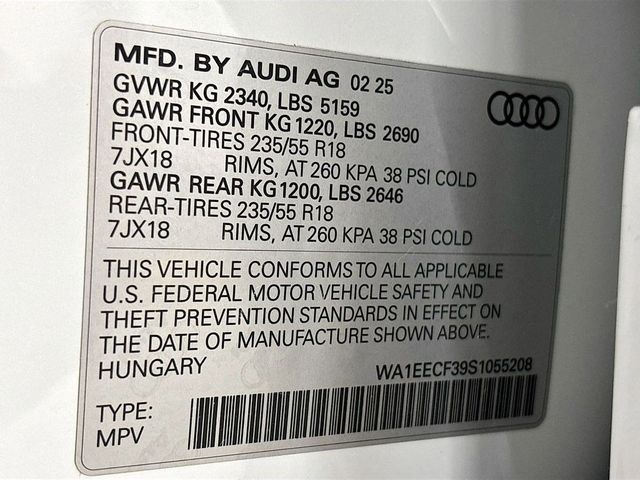 MFD. BY AUDI AG 02 25
GVWR KG 2340, LBS 5159
GAWR FRONT KG 1220, LBS 2690
FRONT-TIRES 235/55 R18
7JX18 RIMS, AT 260 KPA 38 PSI COLD
GAWR REAR KG 1200, LBS 2646
REAR-TIRES 235/55 R18
7JX18 RIMS, AT 260 KPA 38 PSI COLD
THIS VEHICLE CONFORMS TO ALL APPLICABLE
U.S. FEDERAL MOTOR VEHICLE SAFETY AND
THEFT PREVENTION STANDARDS IN EFFECT ON
THE DATE OF MANUFACTURE SHOWN ABOVE.
HUNGARY WA1EECF39S1055208
TYPE:
MPV